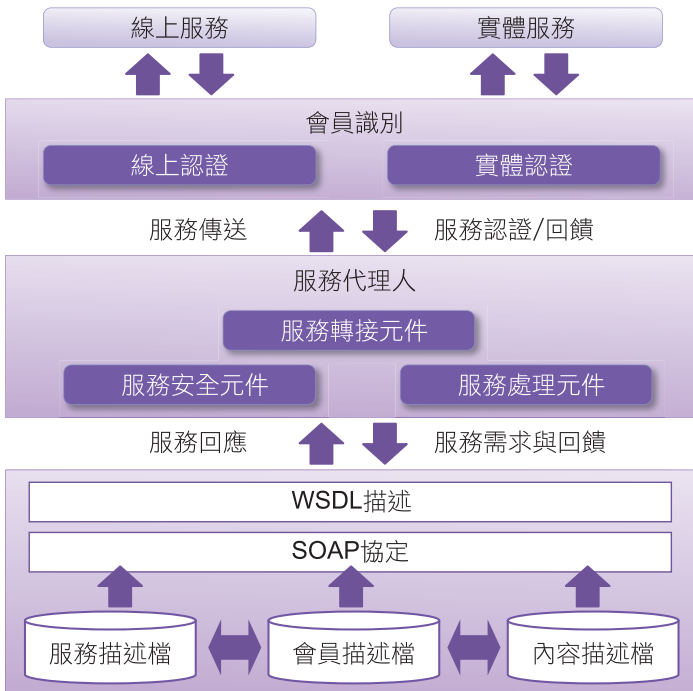 線上服務
實體服務
會員識別
線上認證
實體認證
服務傳送
服務認證/回饋
服務代理人
服務轉接元件
服務安全元件
服務處理元件
服務回應
服務需求與回饋
WSDL描述
SOAP協定
服務描述檔
會員描述檔
內容描述檔